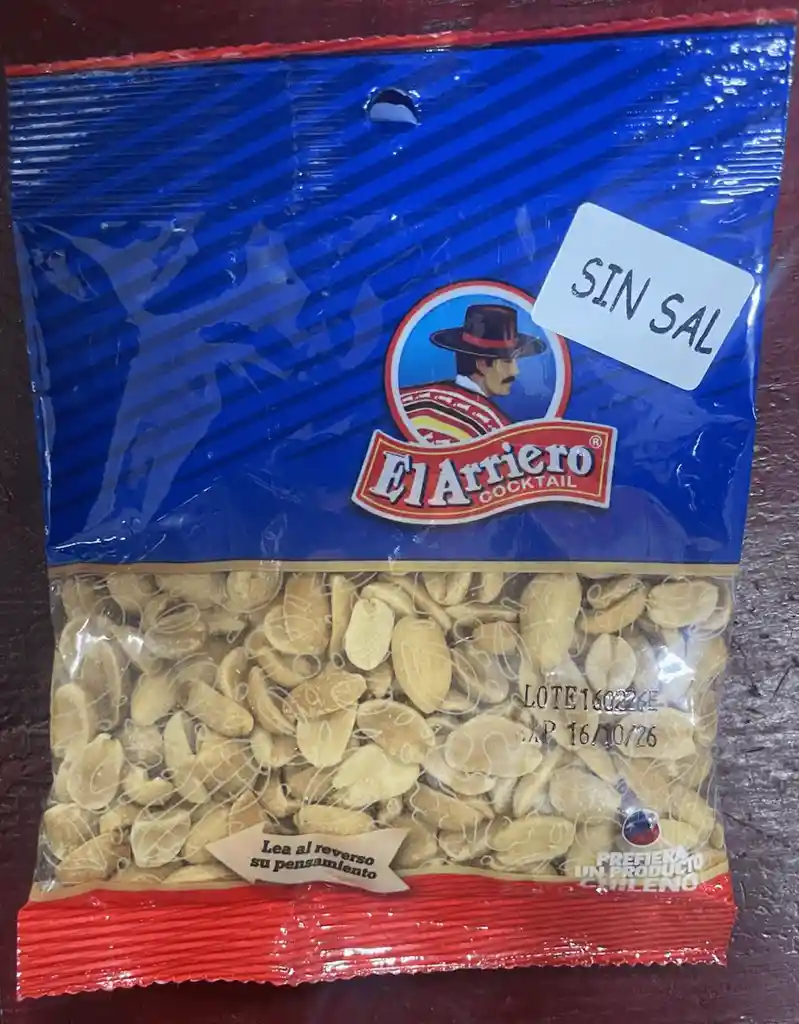 SIN SAL
El Arriero®
COCKTAIL
LOTE 160226E
16/10/26
Lea al reverso
su pensamiento
PREFIERA
UN PRODUCTO
CHILENO